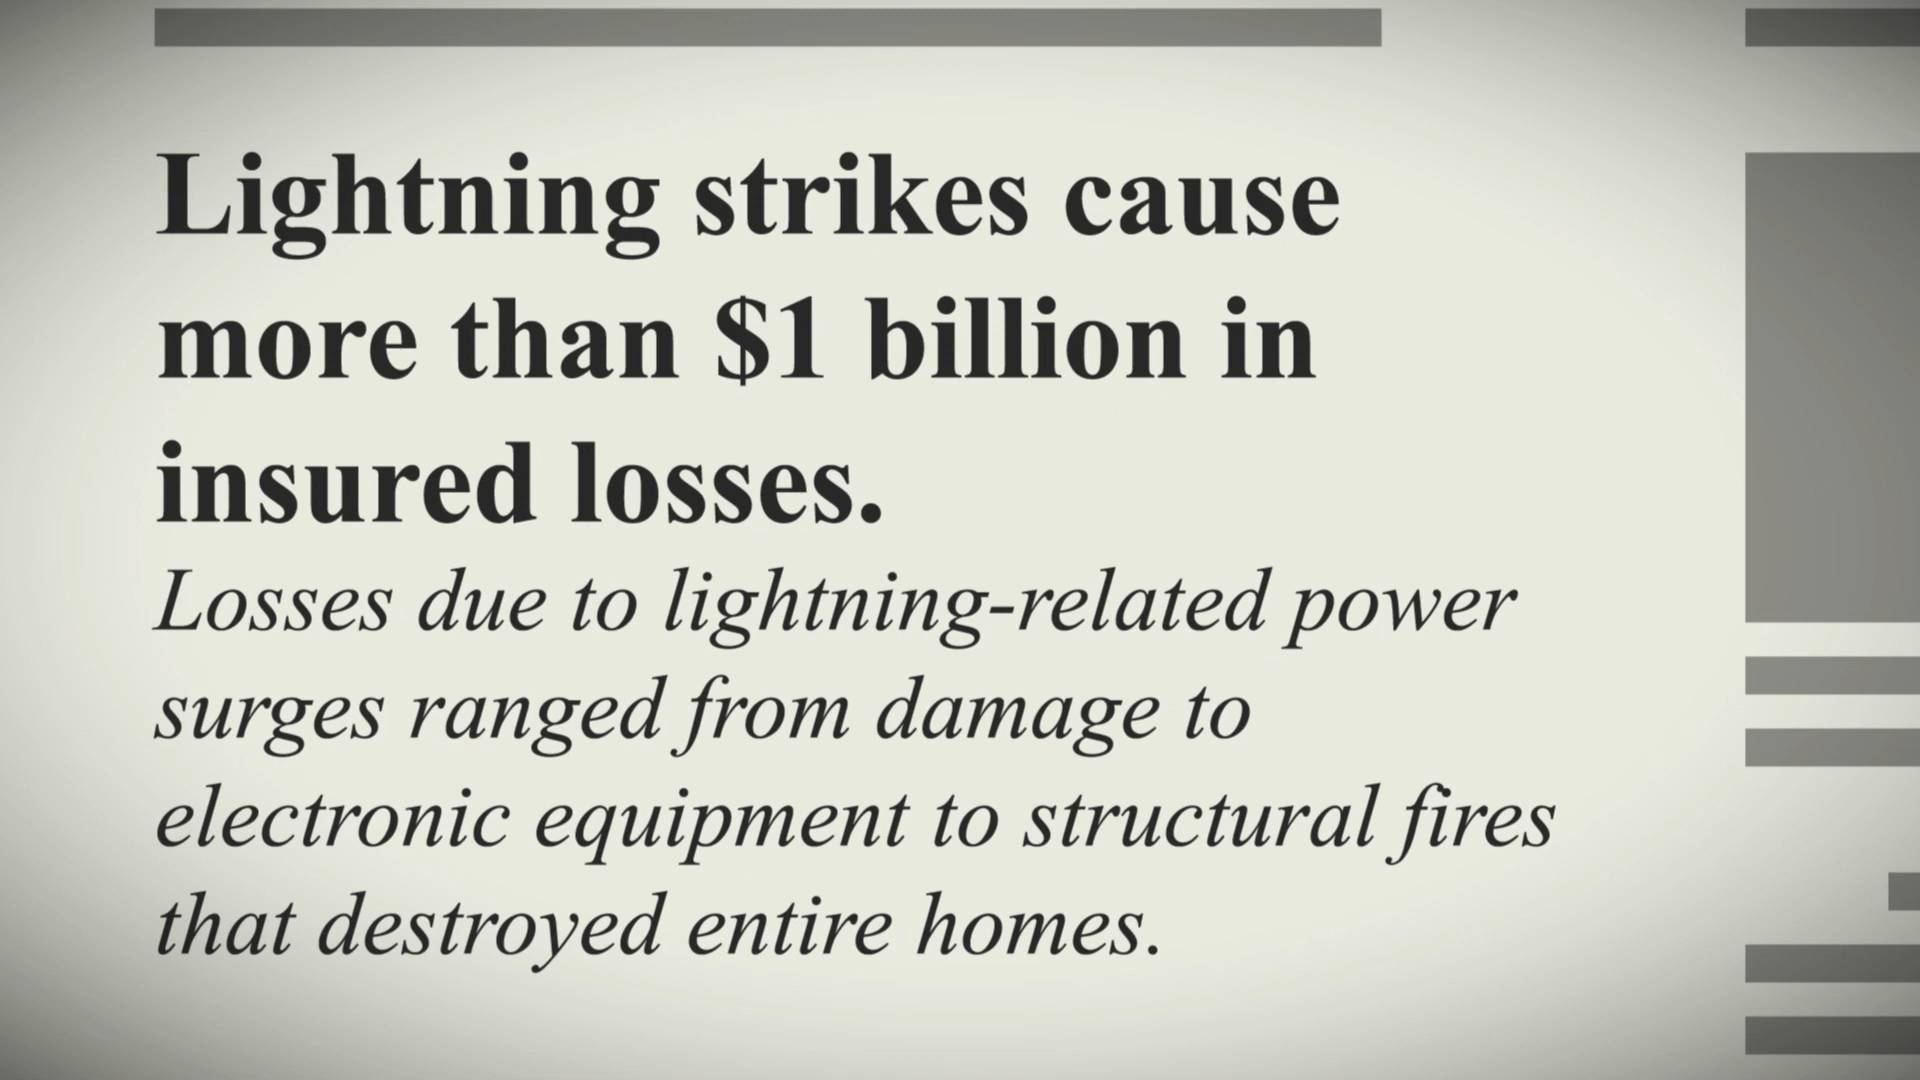 Lightning strikes cause
more than $1 billion in
insured losses.
Losses due to lightning-related power
surges ranged from damage to
electronic equipment to structural fires
that destroyed entire homes.